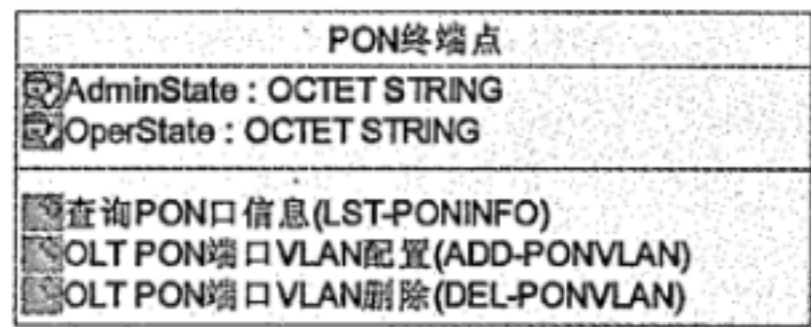 PON终端点
AdminState : OCTET STRING
OperState : OCTET STRING
查询PON口信息(LST-PONINFO)
OLT PON端口VLAN配置(ADD-PONVLAN)
OLT PON端口VLAN删除(DEL-PONVLAN)